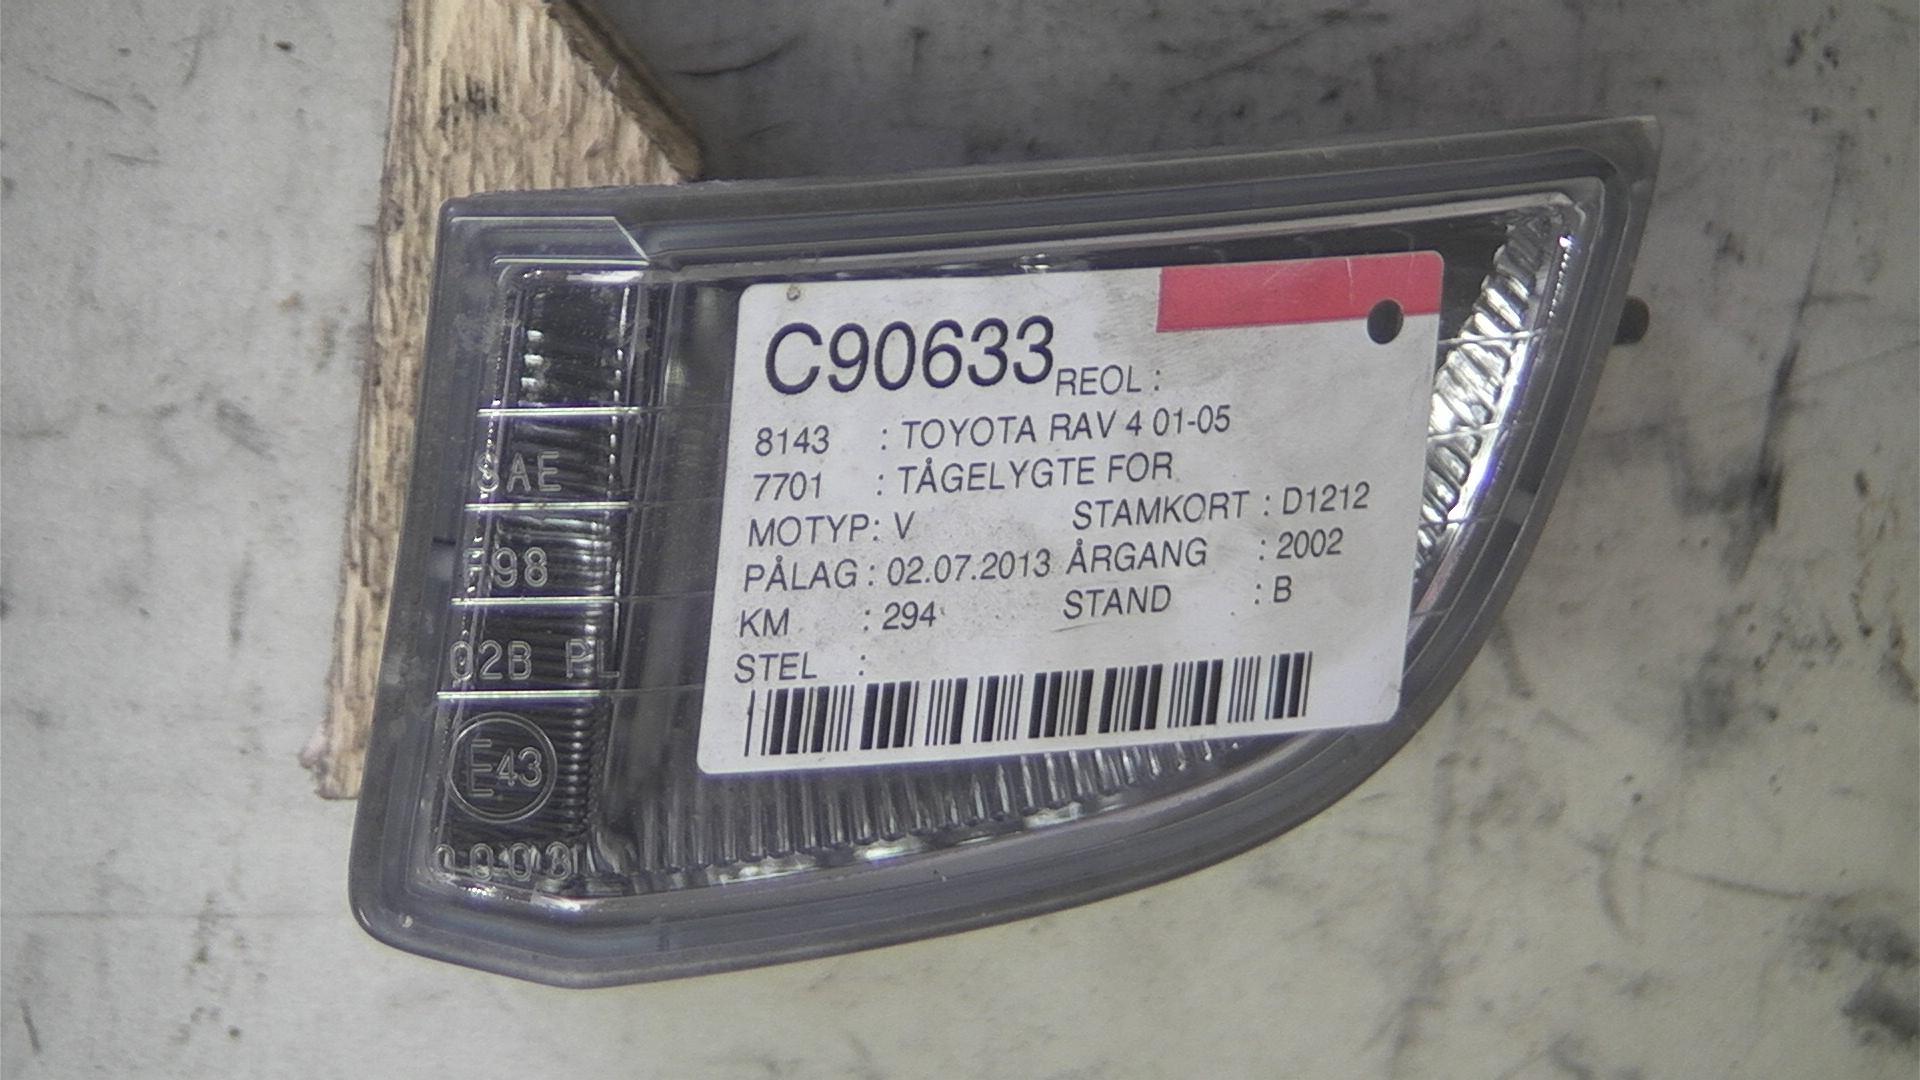 C90633 REOL :
8143 : TOYOTA RAV 4 01-05
7701 : TÅGELYGTE FOR
MOTYP: V STAMKORT : D1212
PÅLAG : 02.07.2013 ÅRGANG : 2002
KM : 294 STAND : B
STEL :
SAE
F98
02B PL
E43
00031